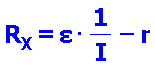 Rₓ = ε · 1/I − r